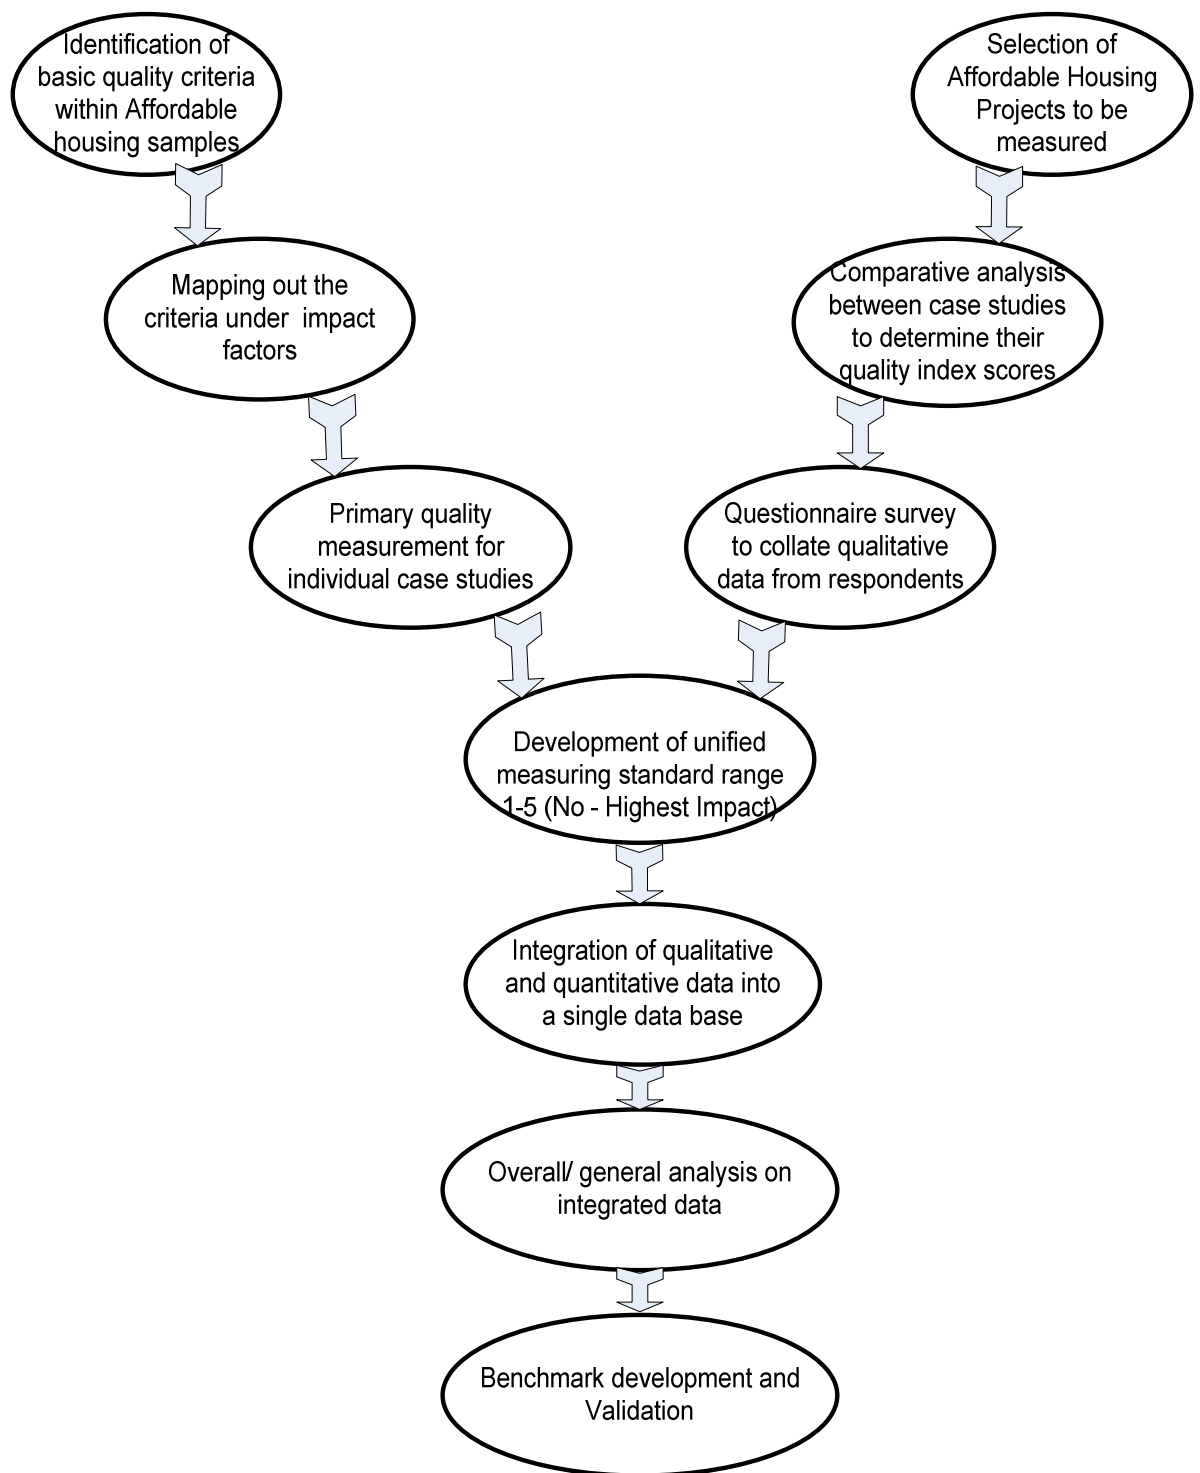 Identification of
basic quality criteria
within Affordable
housing samples
Selection of
Affordable Housing
Projects to be
measured
Mapping out the
criteria under impact
factors
Comparative analysis
between case studies
to determine their
quality index scores
Primary quality
measurement for
individual case studies
Questionnaire survey
to collate qualitative
data from respondents
Development of unified
measuring standard range
1-5 (No - Highest Impact)
Integration of qualitative
and quantitative data into
a single data base
Overall/ general analysis on
integrated data
Benchmark development and
Validation